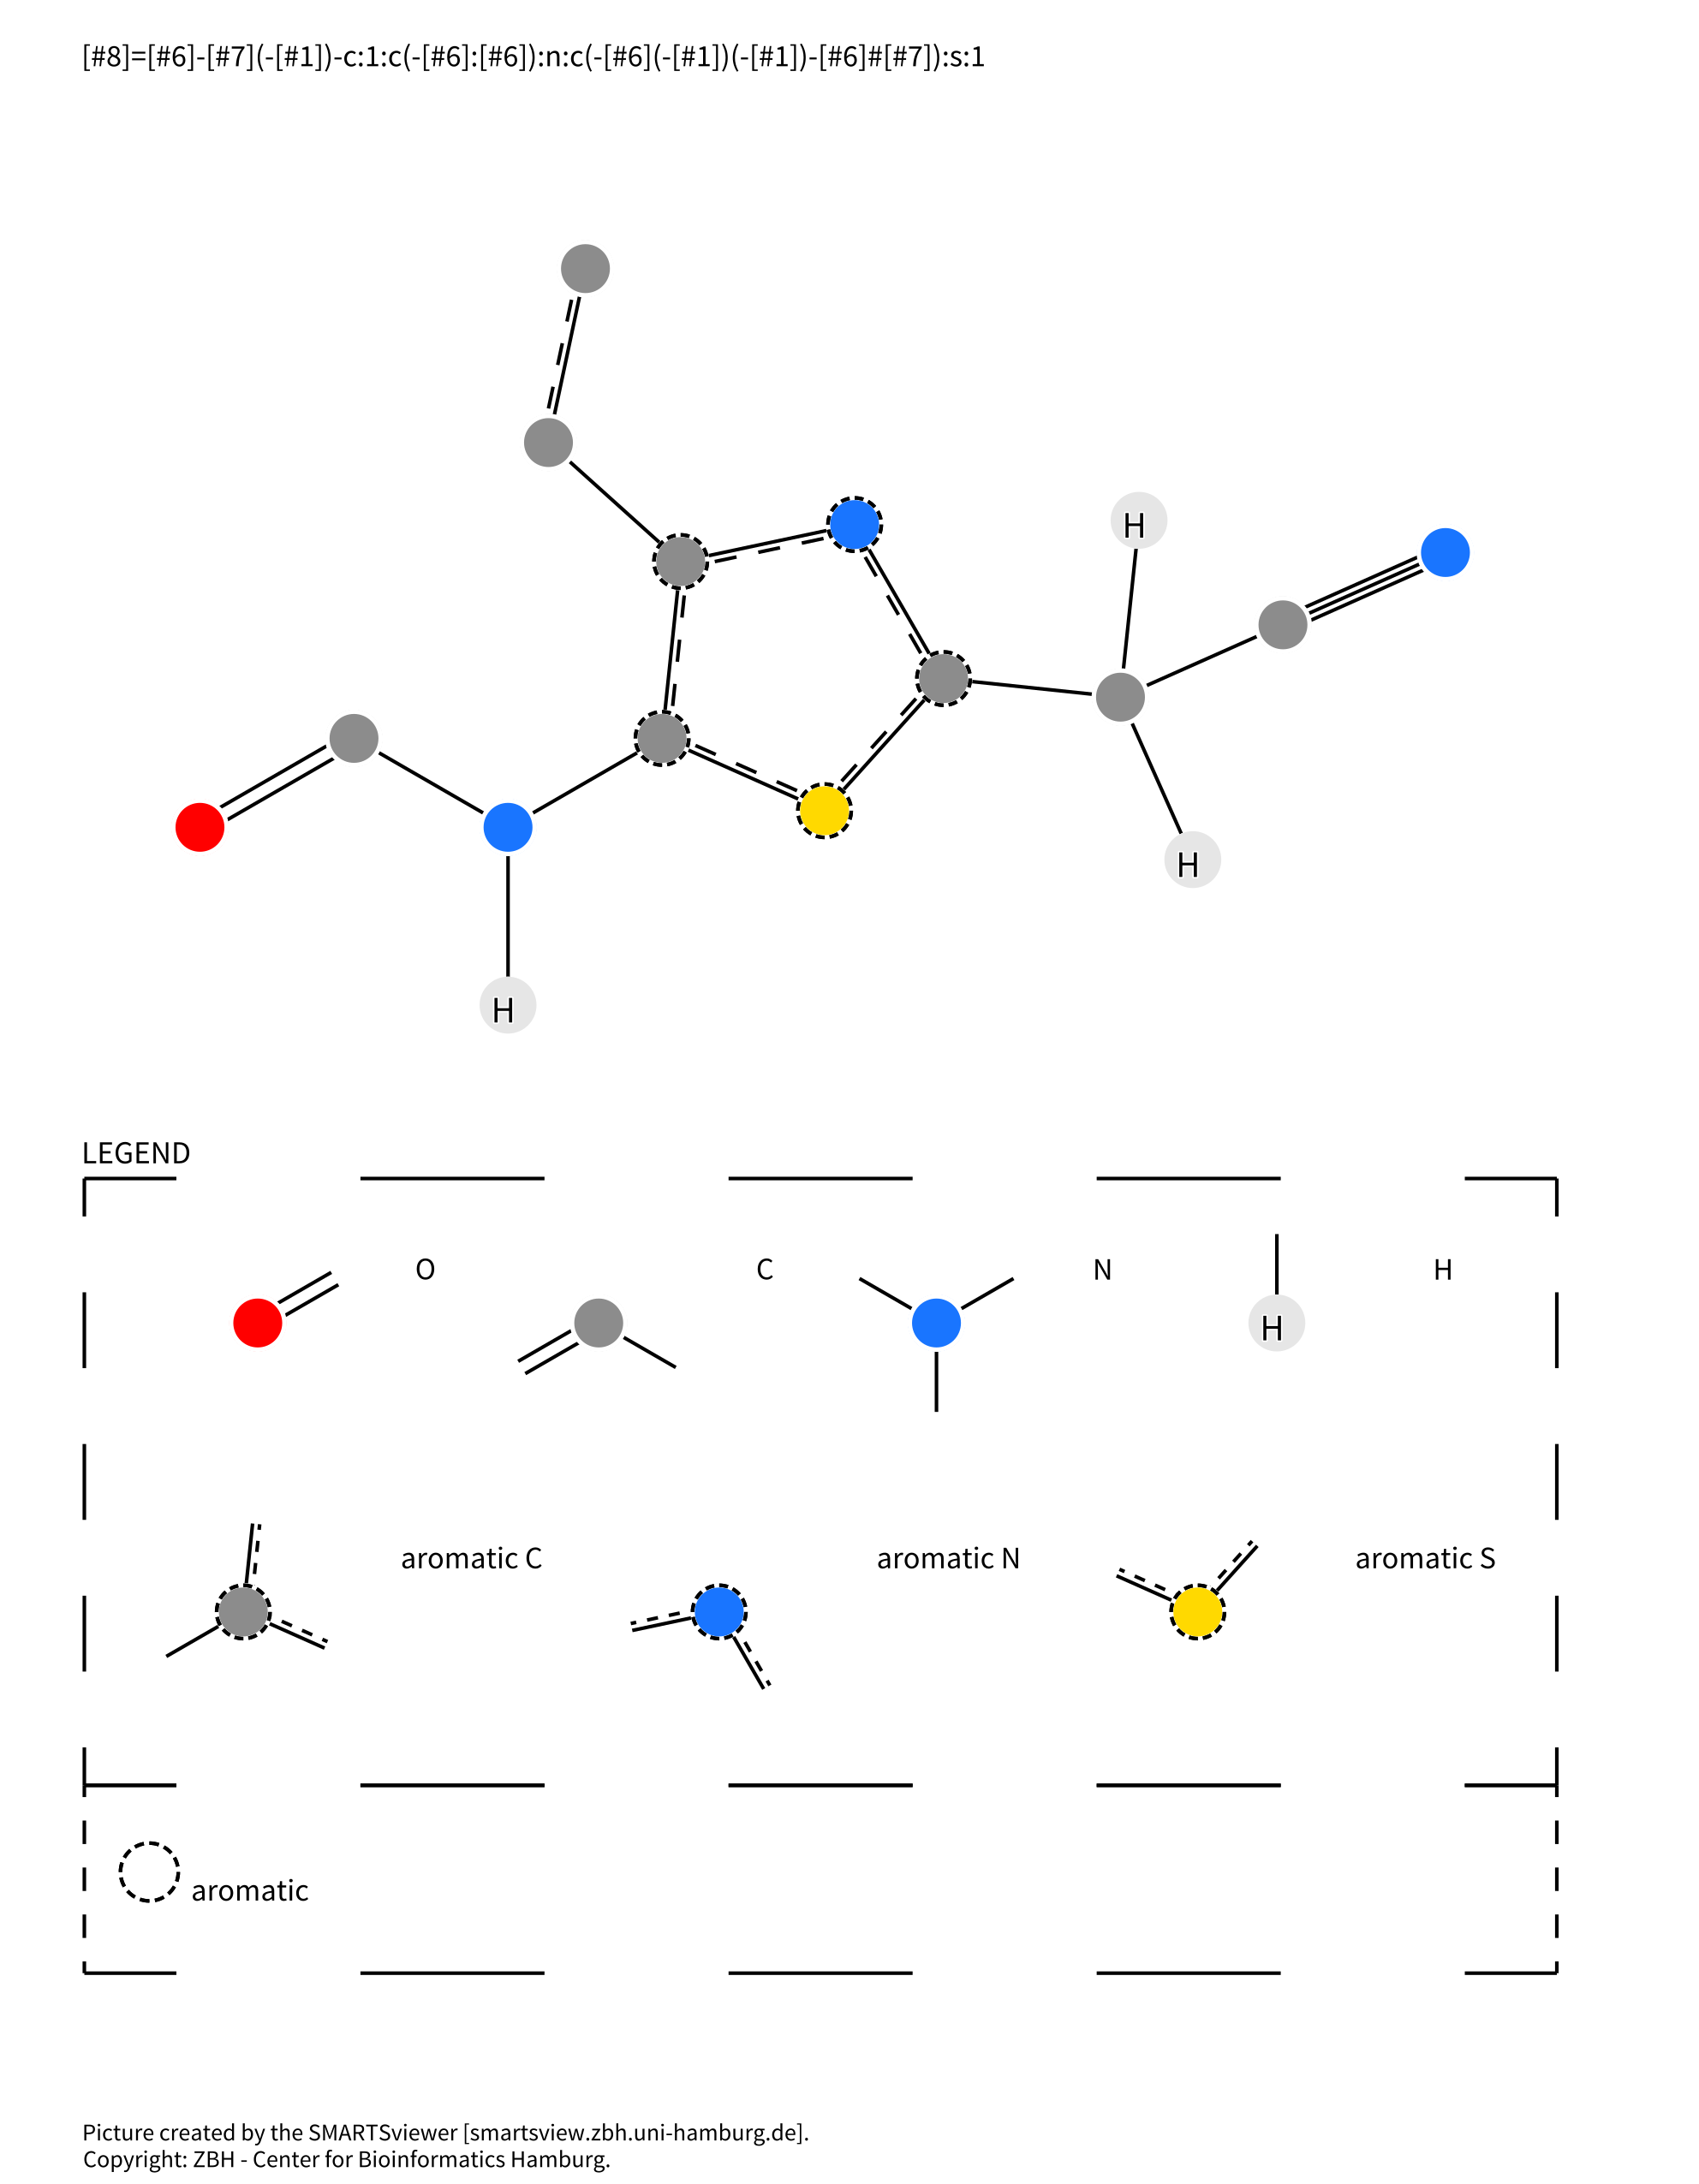 [#8]=[#6]-[#7](-[#1])-c:1:c(-[#6]:[#6]):n:c(-[#6](-[#1])(-[#1])-[#6]#[#7]):s:1
H
H
H
LEGEND
O C N H
H
aromatic C aromatic N aromatic S
aromatic
Picture created by the SMARTSviewer [smartsview.zbh.uni-hamburg.de].
Copyright: ZBH - Center for Bioinformatics Hamburg.